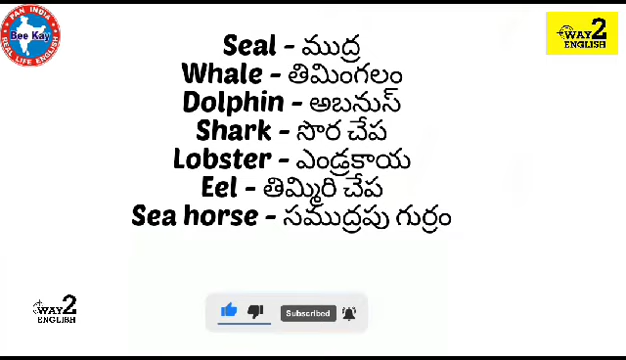 PAN INDIA
Bee Kay
REAL LIFE ENGLISH
WAY2
ENGLISH
Seal - ముద్ర
Whale - తిమింగలం
Dolphin - అబనుస్
Shark - సొర చేప
Lobster - ఎండ్రకాయ
Eel - తిమ్మిరి చేప
Sea horse - సముద్రపు గుర్రం
WAY2
ENGLISH
Subscribed